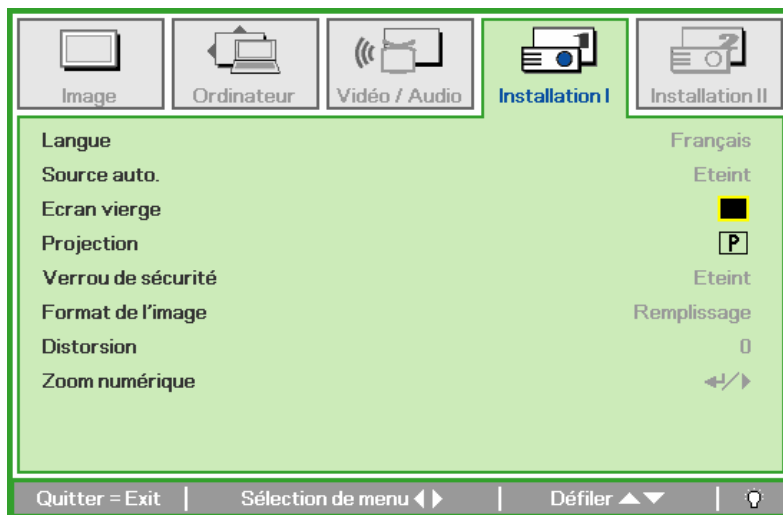 Image Ordinateur Vidéo / Audio Installation I Installation II
Langue Français
Source auto. Eteint
Ecran vierge
Projection P
Verrou de sécurité Eteint
Format de l'image Remplissage
Distorsion 0
Zoom numérique ↵/▶
Quitter = Exit | Sélection de menu ◀▶ | Défiler ▲▼ |